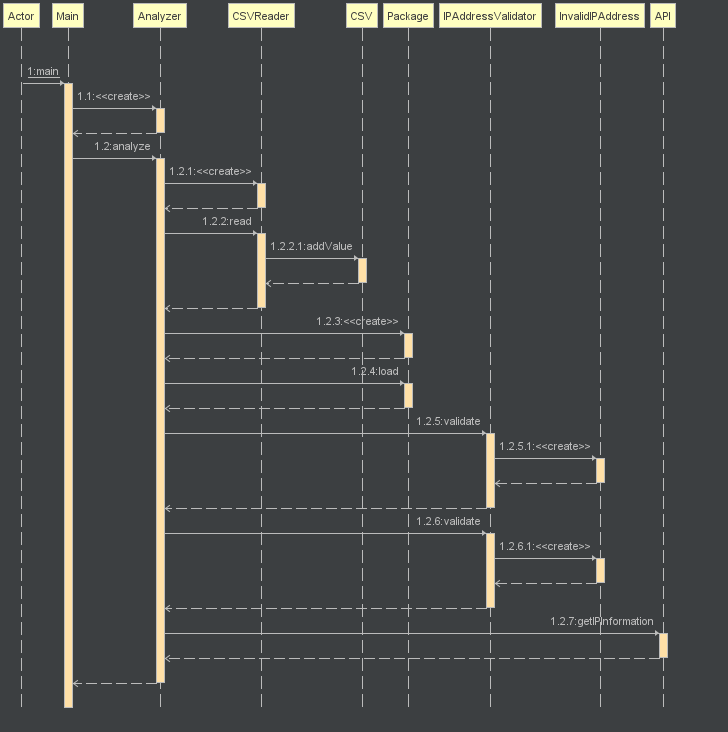 Actor Main Analyzer CSVReader CSV Package IPAddressValidator InvalidIPAddress API
1:main
1.1:<<create>>
1.2:analyze
1.2.1:<<create>>
1.2.2:read
1.2.2.1:addValue
1.2.3:<<create>>
1.2.4:load
1.2.5:validate
1.2.5.1:<<create>>
1.2.6:validate
1.2.6.1:<<create>>
1.2.7:getIPInformation